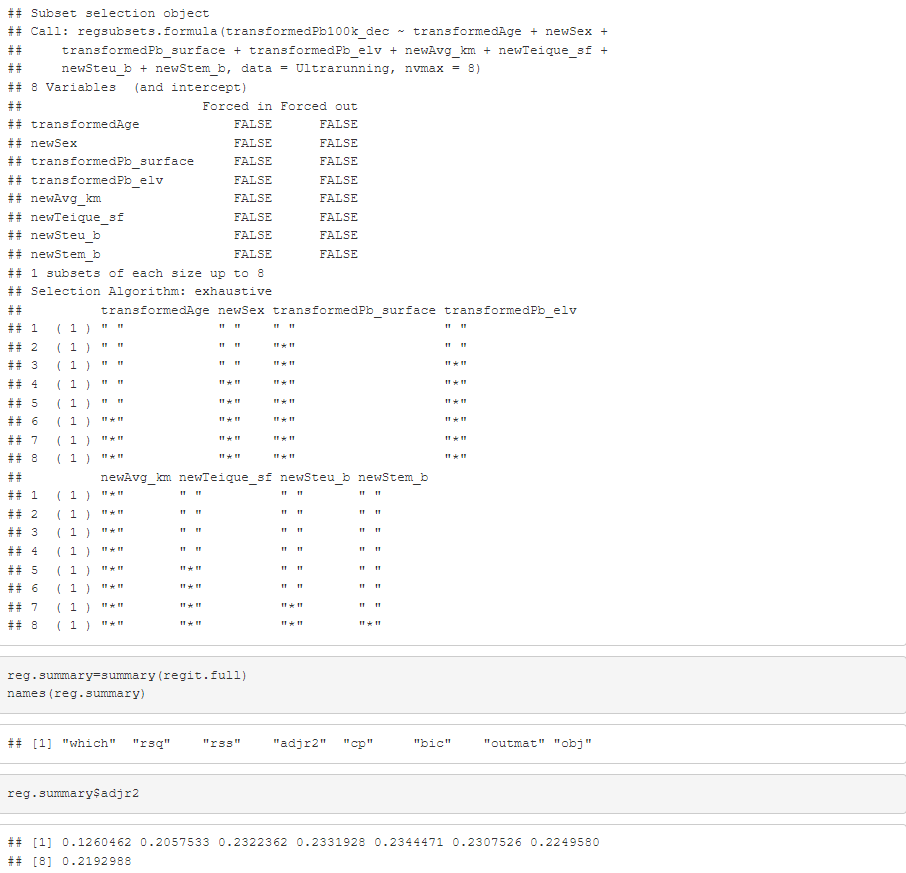 ## Subset selection object
## Call: regsubsets.formula(transformedPb100k_dec ~ transformedAge + newSex +
##     transformedPb_surface + transformedPb_elv + newAvg_km + newTeique_sf +
##     newSteu_b + newStem_b, data = Ultrarunning, nvmax = 8)
## 8 Variables  (and intercept)
##                       Forced in Forced out
## transformedAge            FALSE      FALSE
## newSex                    FALSE      FALSE
## transformedPb_surface     FALSE      FALSE
## transformedPb_elv         FALSE      FALSE
## newAvg_km                 FALSE      FALSE
## newTeique_sf              FALSE      FALSE
## newSteu_b                 FALSE      FALSE
## newStem_b                 FALSE      FALSE
## 1 subsets of each size up to 8
## Selection Algorithm: exhaustive
##          transformedAge newSex transformedPb_surface transformedPb_elv
## 1  ( 1 ) " "            " "    " "                   " "
## 2  ( 1 ) " "            " "    "*"                   " "
## 3  ( 1 ) " "            " "    "*"                   "*"
## 4  ( 1 ) " "            "*"    "*"                   "*"
## 5  ( 1 ) " "            "*"    "*"                   "*"
## 6  ( 1 ) "*"            "*"    "*"                   "*"
## 7  ( 1 ) "*"            "*"    "*"                   "*"
## 8  ( 1 ) "*"            "*"    "*"                   "*"
##          newAvg_km newTeique_sf newSteu_b newStem_b
## 1  ( 1 ) "*"       " "          " "       " "
## 2  ( 1 ) "*"       " "          " "       " "
## 3  ( 1 ) "*"       " "          " "       " "
## 4  ( 1 ) "*"       " "          " "       " "
## 5  ( 1 ) "*"       "*"          " "       " "
## 6  ( 1 ) "*"       "*"          " "       " "
## 7  ( 1 ) "*"       "*"          "*"       " "
## 8  ( 1 ) "*"       "*"          "*"       "*"
reg.summary=summary(regit.full)
names(reg.summary)
## [1] "which"  "rsq"    "rss"    "adjr2"  "cp"     "bic"    "outmat" "obj"
reg.summary$adjr2
## [1] 0.1260462 0.2057533 0.2322362 0.2331928 0.2344471 0.2307526 0.2249580
## [8] 0.2192988